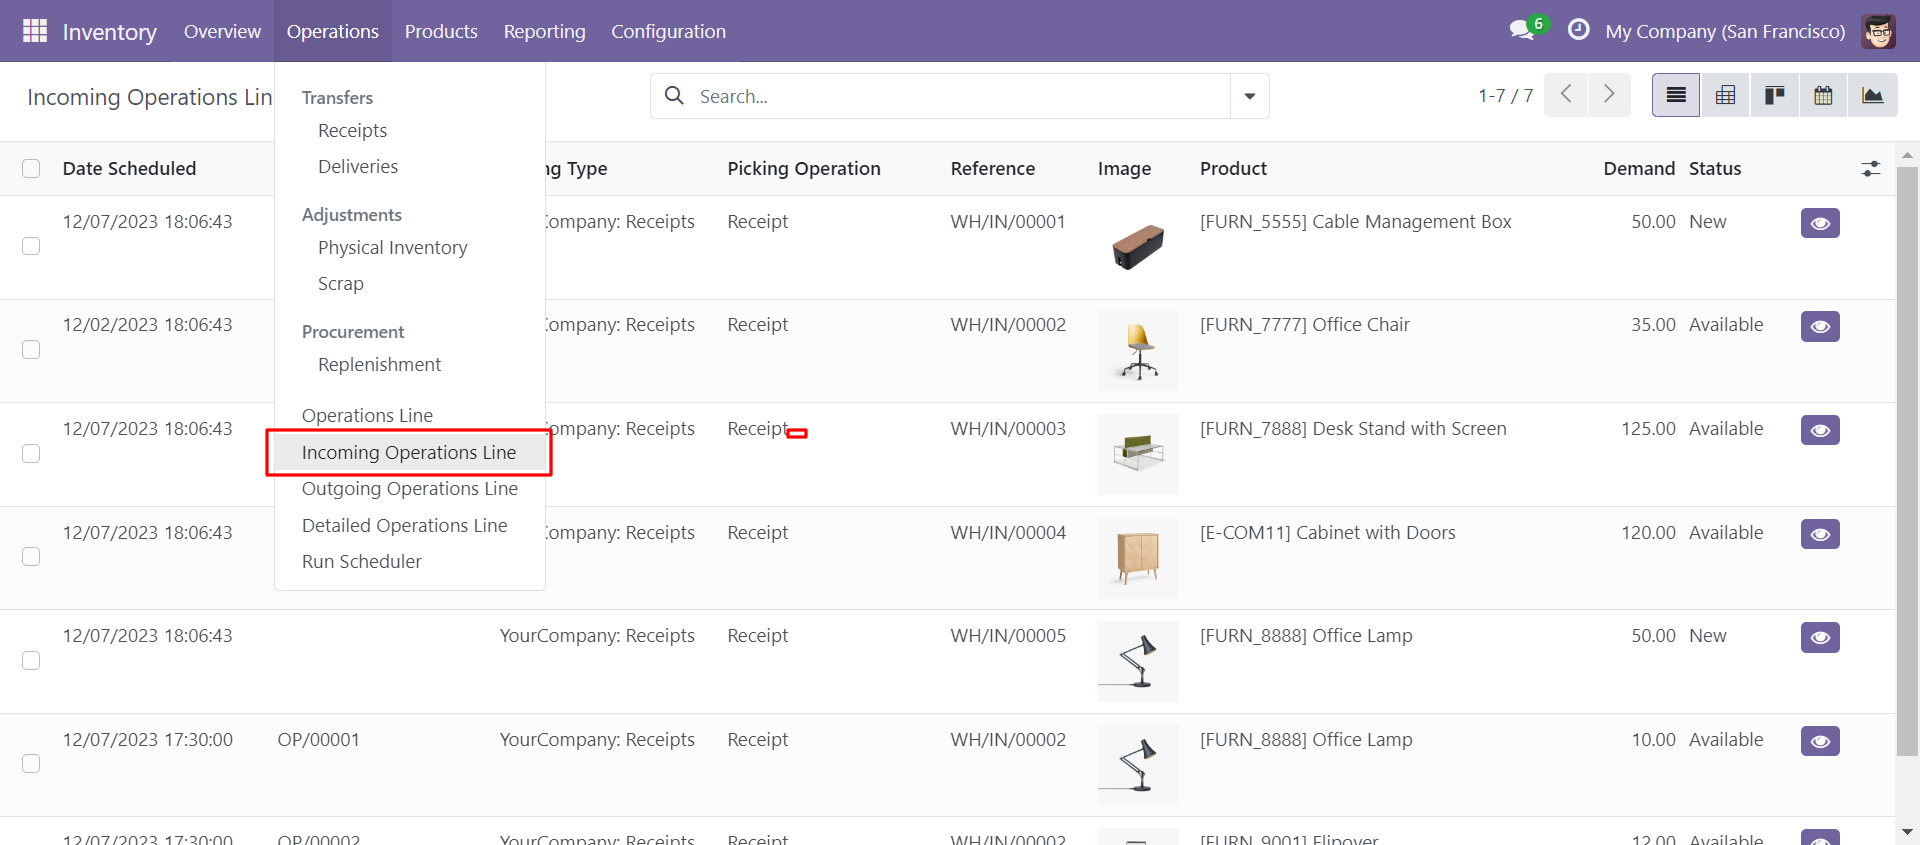 Inventory Overview Operations Products Reporting Configuration 6 My Company (San Francisco)
Incoming Operations Lin Search... 1-7 / 7
Transfers
Receipts
Deliveries
Adjustments
Physical Inventory
Scrap
Procurement
Replenishment
Operations Line
Incoming Operations Line
Outgoing Operations Line
Detailed Operations Line
Run Scheduler
Date Scheduled ng Type Picking Operation Reference Image Product Demand Status
12/07/2023 18:06:43 Company: Receipts Receipt WH/IN/00001 [FURN_5555] Cable Management Box 50.00 New
12/02/2023 18:06:43 Company: Receipts Receipt WH/IN/00002 [FURN_7777] Office Chair 35.00 Available
12/07/2023 18:06:43 Company: Receipts Receipt WH/IN/00003 [FURN_7888] Desk Stand with Screen 125.00 Available
12/07/2023 18:06:43 Company: Receipts Receipt WH/IN/00004 [E-COM11] Cabinet with Doors 120.00 Available
12/07/2023 18:06:43 YourCompany: Receipts Receipt WH/IN/00005 [FURN_8888] Office Lamp 50.00 New
12/07/2023 17:30:00 OP/00001 YourCompany: Receipts Receipt WH/IN/00002 [FURN_8888] Office Lamp 10.00 Available
12/07/2023 17:30:00 OP/00002 YourCompany: Receipts Receipt WH/IN/00002 [FURN_9001] Flipover 12.00 Available